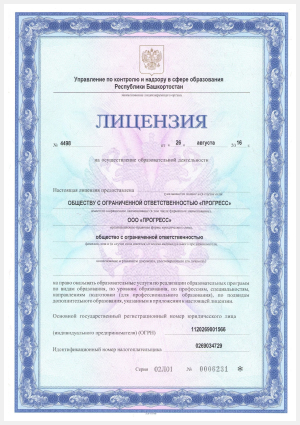 Управление по контролю и надзору в сфере образования
Республики Башкортостан
ЛИЦЕНЗИЯ
№ 4498 от " 26 " августа 20 16 г.
на осуществление образовательной деятельности
Настоящая лицензия предоставлена
ОБЩЕСТВУ С ОГРАНИЧЕННОЙ ОТВЕТСТВЕННОСТЬЮ «ПРОГРЕСС»
ООО «ПРОГРЕСС»
общество с ограниченной ответственностью
на право оказывать образовательные услуги по реализации образовательных программ
по видам образования, по уровням образования, по профессиям, специальностям,
направлениям подготовки (для профессионального образования), по подвидам
дополнительного образования, указанным в приложении к настоящей лицензии.
Основной государственный регистрационный номер юридического лица
(индивидуального предпринимателя) (ОГРН) 1120269001566
Идентификационный номер налогоплательщика 0269034729
Серия 02Л01 № 0006231 *